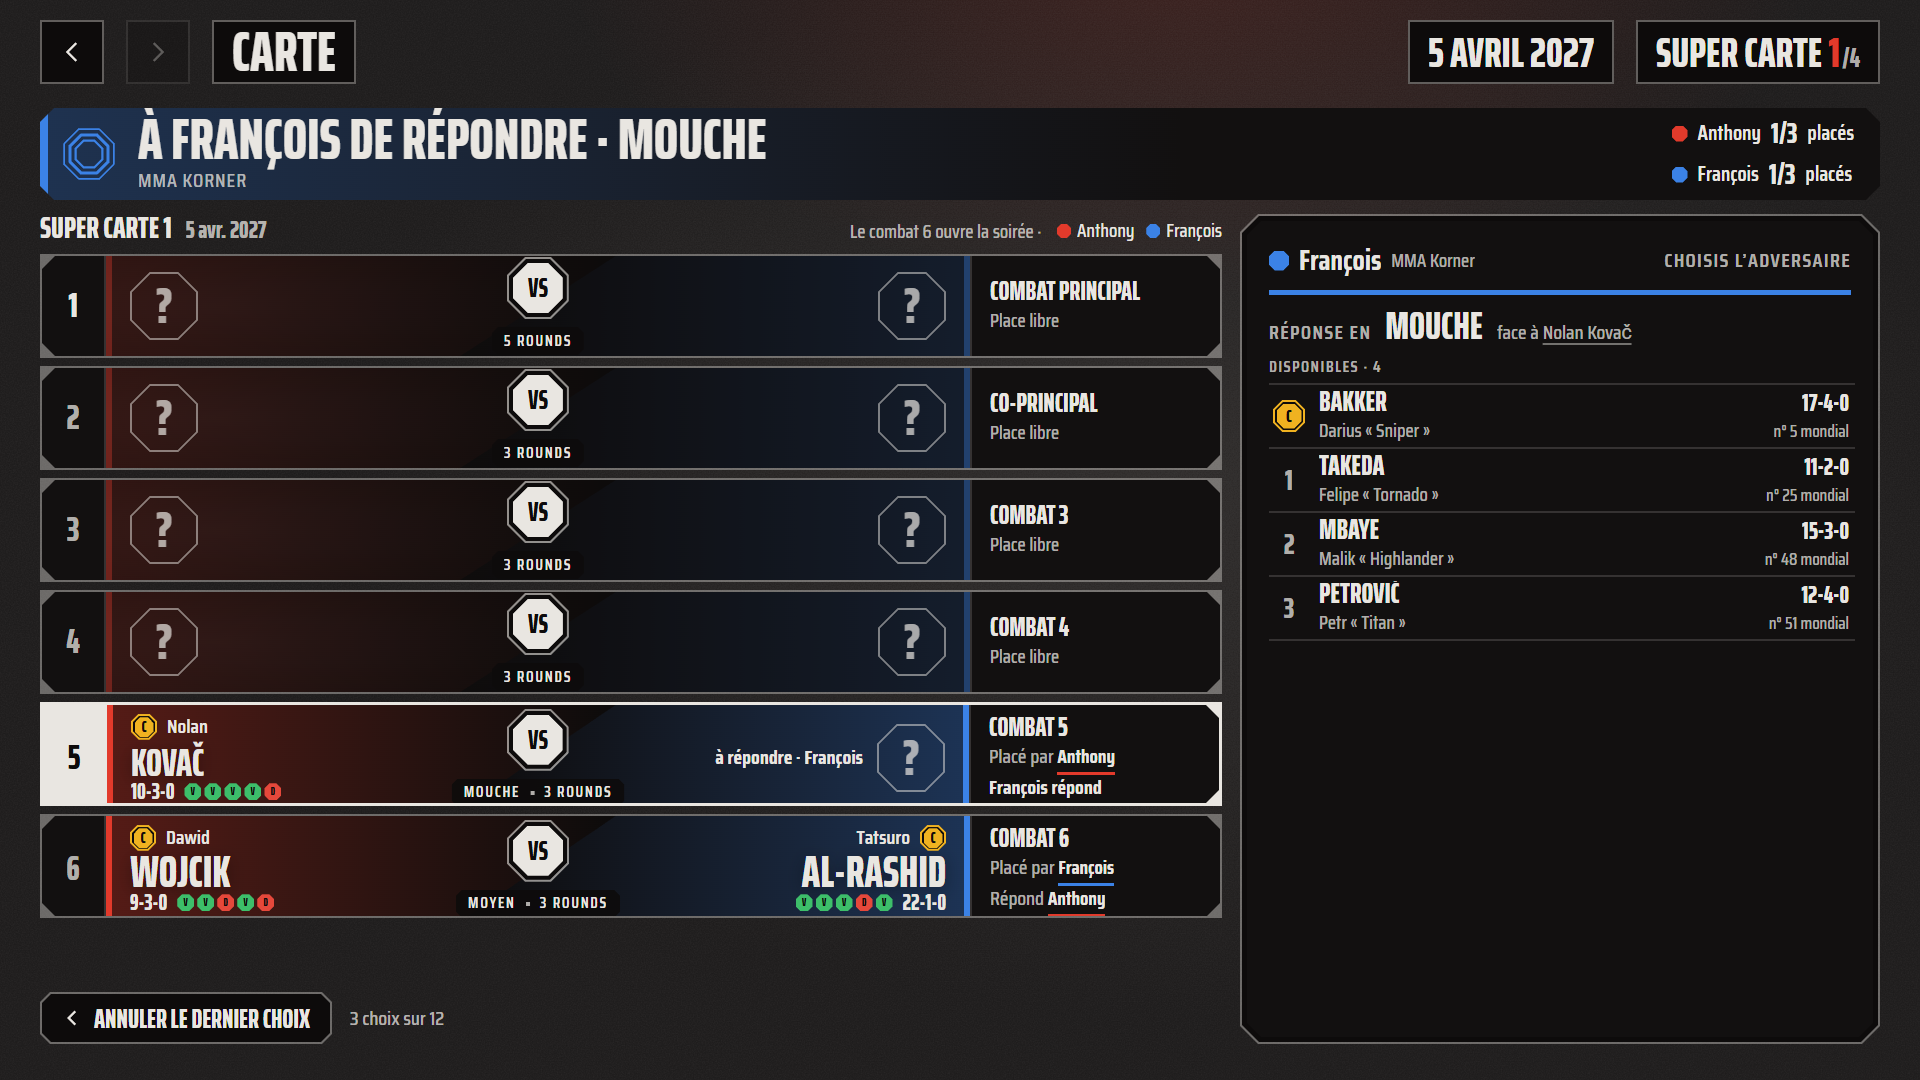 CARTE
5 AVRIL 2027
SUPER CARTE 1/4
À FRANÇOIS DE RÉPONDRE · MOUCHE
MMA KORNER
Anthony 1/3 placés
François 1/3 placés
SUPER CARTE 1 5 avr. 2027
Le combat 6 ouvre la soirée · Anthony François
1 ? VS ? COMBAT PRINCIPAL
Place libre
5 ROUNDS
2 ? VS ? CO-PRINCIPAL
Place libre
3 ROUNDS
3 ? VS ? COMBAT 3
Place libre
3 ROUNDS
4 ? VS ? COMBAT 4
Place libre
3 ROUNDS
5
C Nolan
KOVAČ
10-3-0 V V V V D
VS
MOUCHE ▪ 3 ROUNDS
à répondre · François ?
COMBAT 5
Placé par Anthony
François répond
6
C Dawid
WOJCIK
9-3-0 V V D V D
VS
MOYEN ▪ 3 ROUNDS
Tatsuro C
AL-RASHID
V V V D V 22-1-0
COMBAT 6
Placé par François
Répond Anthony
ANNULER LE DERNIER CHOIX
3 choix sur 12
François MMA Korner CHOISIS L'ADVERSAIRE
RÉPONSE EN MOUCHE face à Nolan Kovač
DISPONIBLES · 4
C BAKKER 17-4-0
Darius « Sniper » n° 5 mondial
1 TAKEDA 11-2-0
Felipe « Tornado » n° 25 mondial
2 MBAYE 15-3-0
Malik « Highlander » n° 48 mondial
3 PETROVIĆ 12-4-0
Petr « Titan » n° 51 mondial